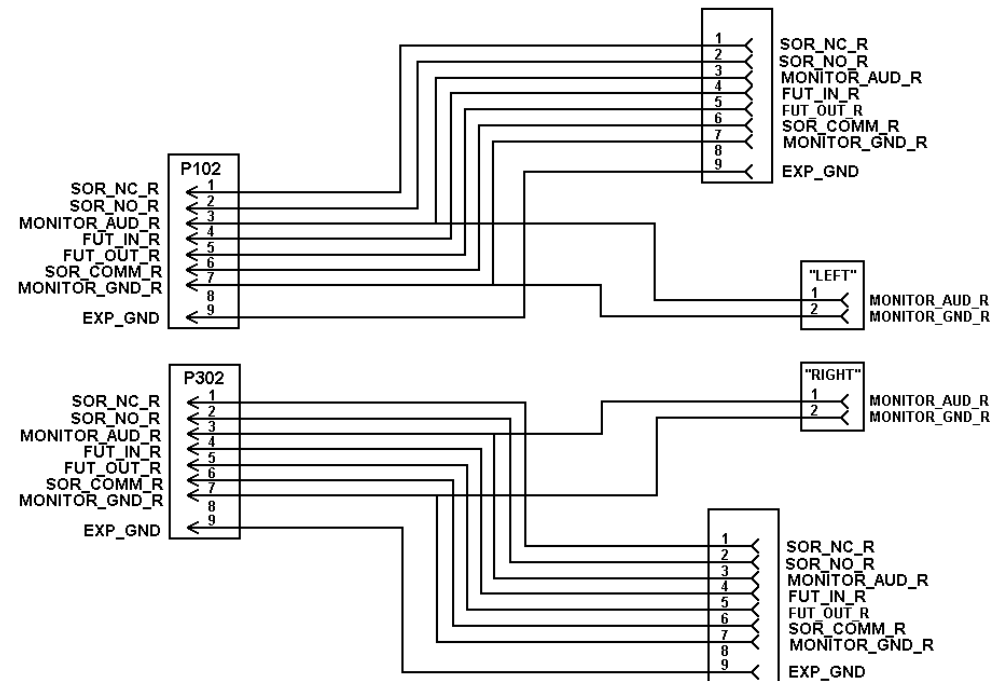 1 SOR_NC_R
2 SOR_NO_R
3 MONITOR_AUD_R
4 FUT_IN_R
5 FUT_OUT_R
6 SOR_COMM_R
7 MONITOR_GND_R
8
9 EXP_GND
P102
SOR_NC_R 1
SOR_NO_R 2
MONITOR_AUD_R 3
FUT_IN_R 4
FUT_OUT_R 5
SOR_COMM_R 6
MONITOR_GND_R 7
8
EXP_GND 9
"LEFT"
1 MONITOR_AUD_R
2 MONITOR_GND_R
P302
SOR_NC_R 1
SOR_NO_R 2
MONITOR_AUD_R 3
FUT_IN_R 4
FUT_OUT_R 5
SOR_COMM_R 6
MONITOR_GND_R 7
8
EXP_GND 9
"RIGHT"
1 MONITOR_AUD_R
2 MONITOR_GND_R
1 SOR_NC_R
2 SOR_NO_R
3 MONITOR_AUD_R
4 FUT_IN_R
5 FUT_OUT_R
6 SOR_COMM_R
7 MONITOR_GND_R
8
9 EXP_GND